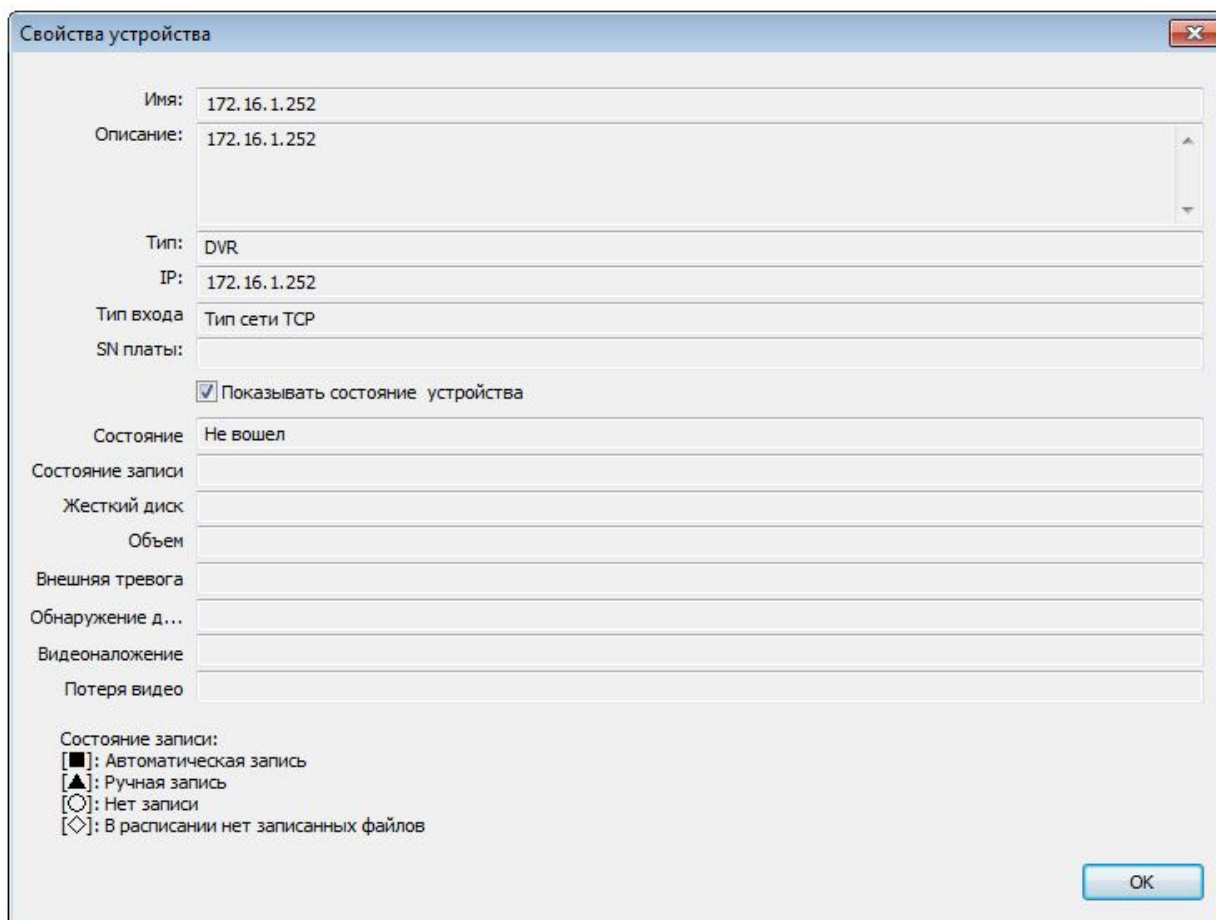 Свойства устройства
Имя: 172.16.1.252
Описание: 172.16.1.252
Тип: DVR
IP: 172.16.1.252
Тип входа Тип сети TCP
SN платы:
Показывать состояние устройства
Состояние Не вошел
Состояние записи
Жесткий диск
Объем
Внешняя тревога
Обнаружение д...
Видеоналожение
Потеря видео
Состояние записи:
[■]: Автоматическая запись
[▲]: Ручная запись
[○]: Нет записи
[◇]: В расписании нет записанных файлов
OK